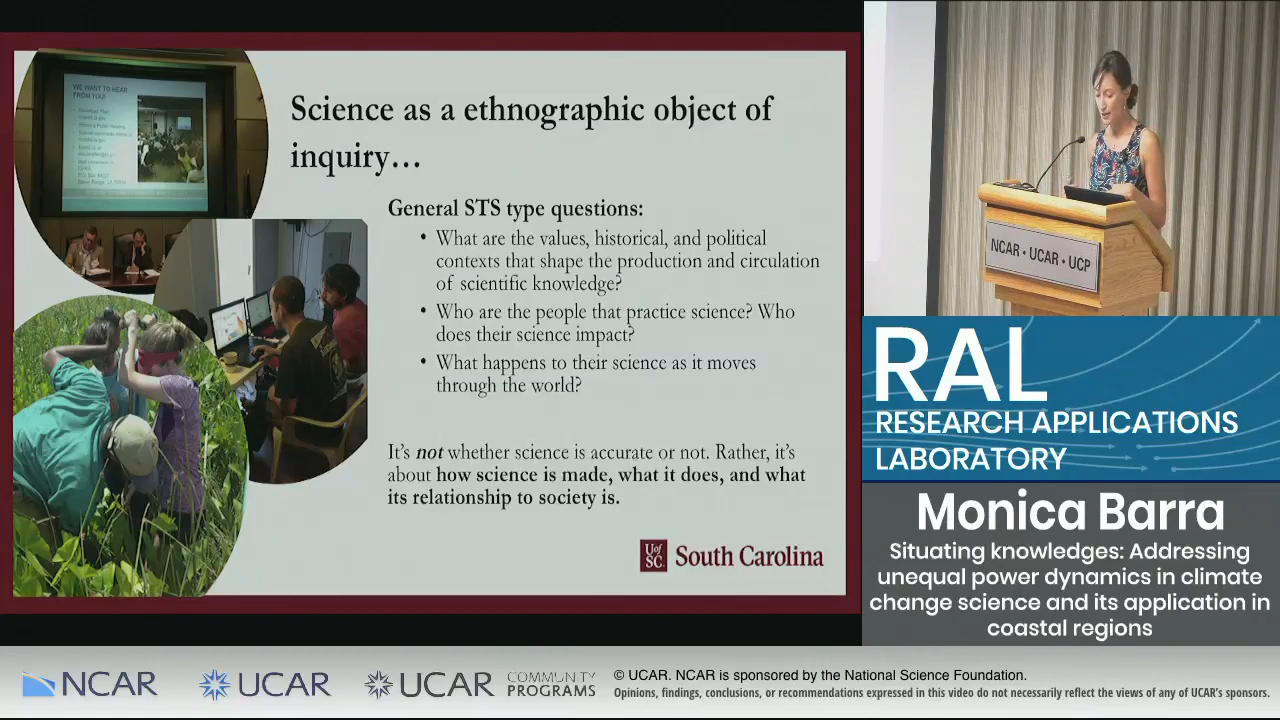 WE WANT TO HEAR
FROM YOU!
Science as a ethnographic object of
inquiry…
General STS type questions:
• What are the values, historical, and political
contexts that shape the production and circulation
of scientific knowledge?
• Who are the people that practice science? Who
does their science impact?
• What happens to their science as it moves
through the world?
It's not whether science is accurate or not. Rather, it's
about how science is made, what it does, and what
its relationship to society is.
U of
SC
South Carolina
NCAR • UCAR • UCP
RAL
RESEARCH APPLICATIONS
LABORATORY
Monica Barra
Situating knowledges: Addressing
unequal power dynamics in climate
change science and its application in
coastal regions
NCAR
UCAR
UCAR
COMMUNITY
PROGRAMS
© UCAR. NCAR is sponsored by the National Science Foundation.
Opinions, findings, conclusions, or recommendations expressed in this video do not necessarily reflect the views of any of UCAR's sponsors.